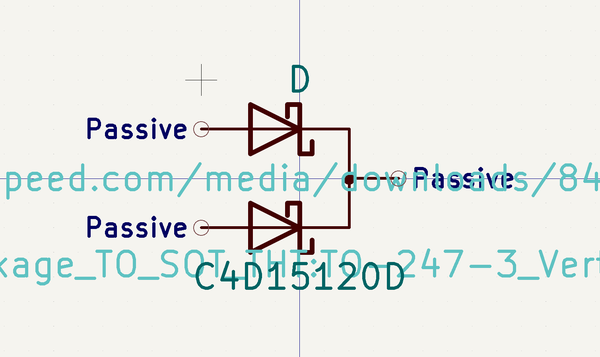 D
Passive
peed.com/media/downloads/84
Passive
Passive
kage_TO_SOT_THT:TO-247-3_Vert
C4D15120D